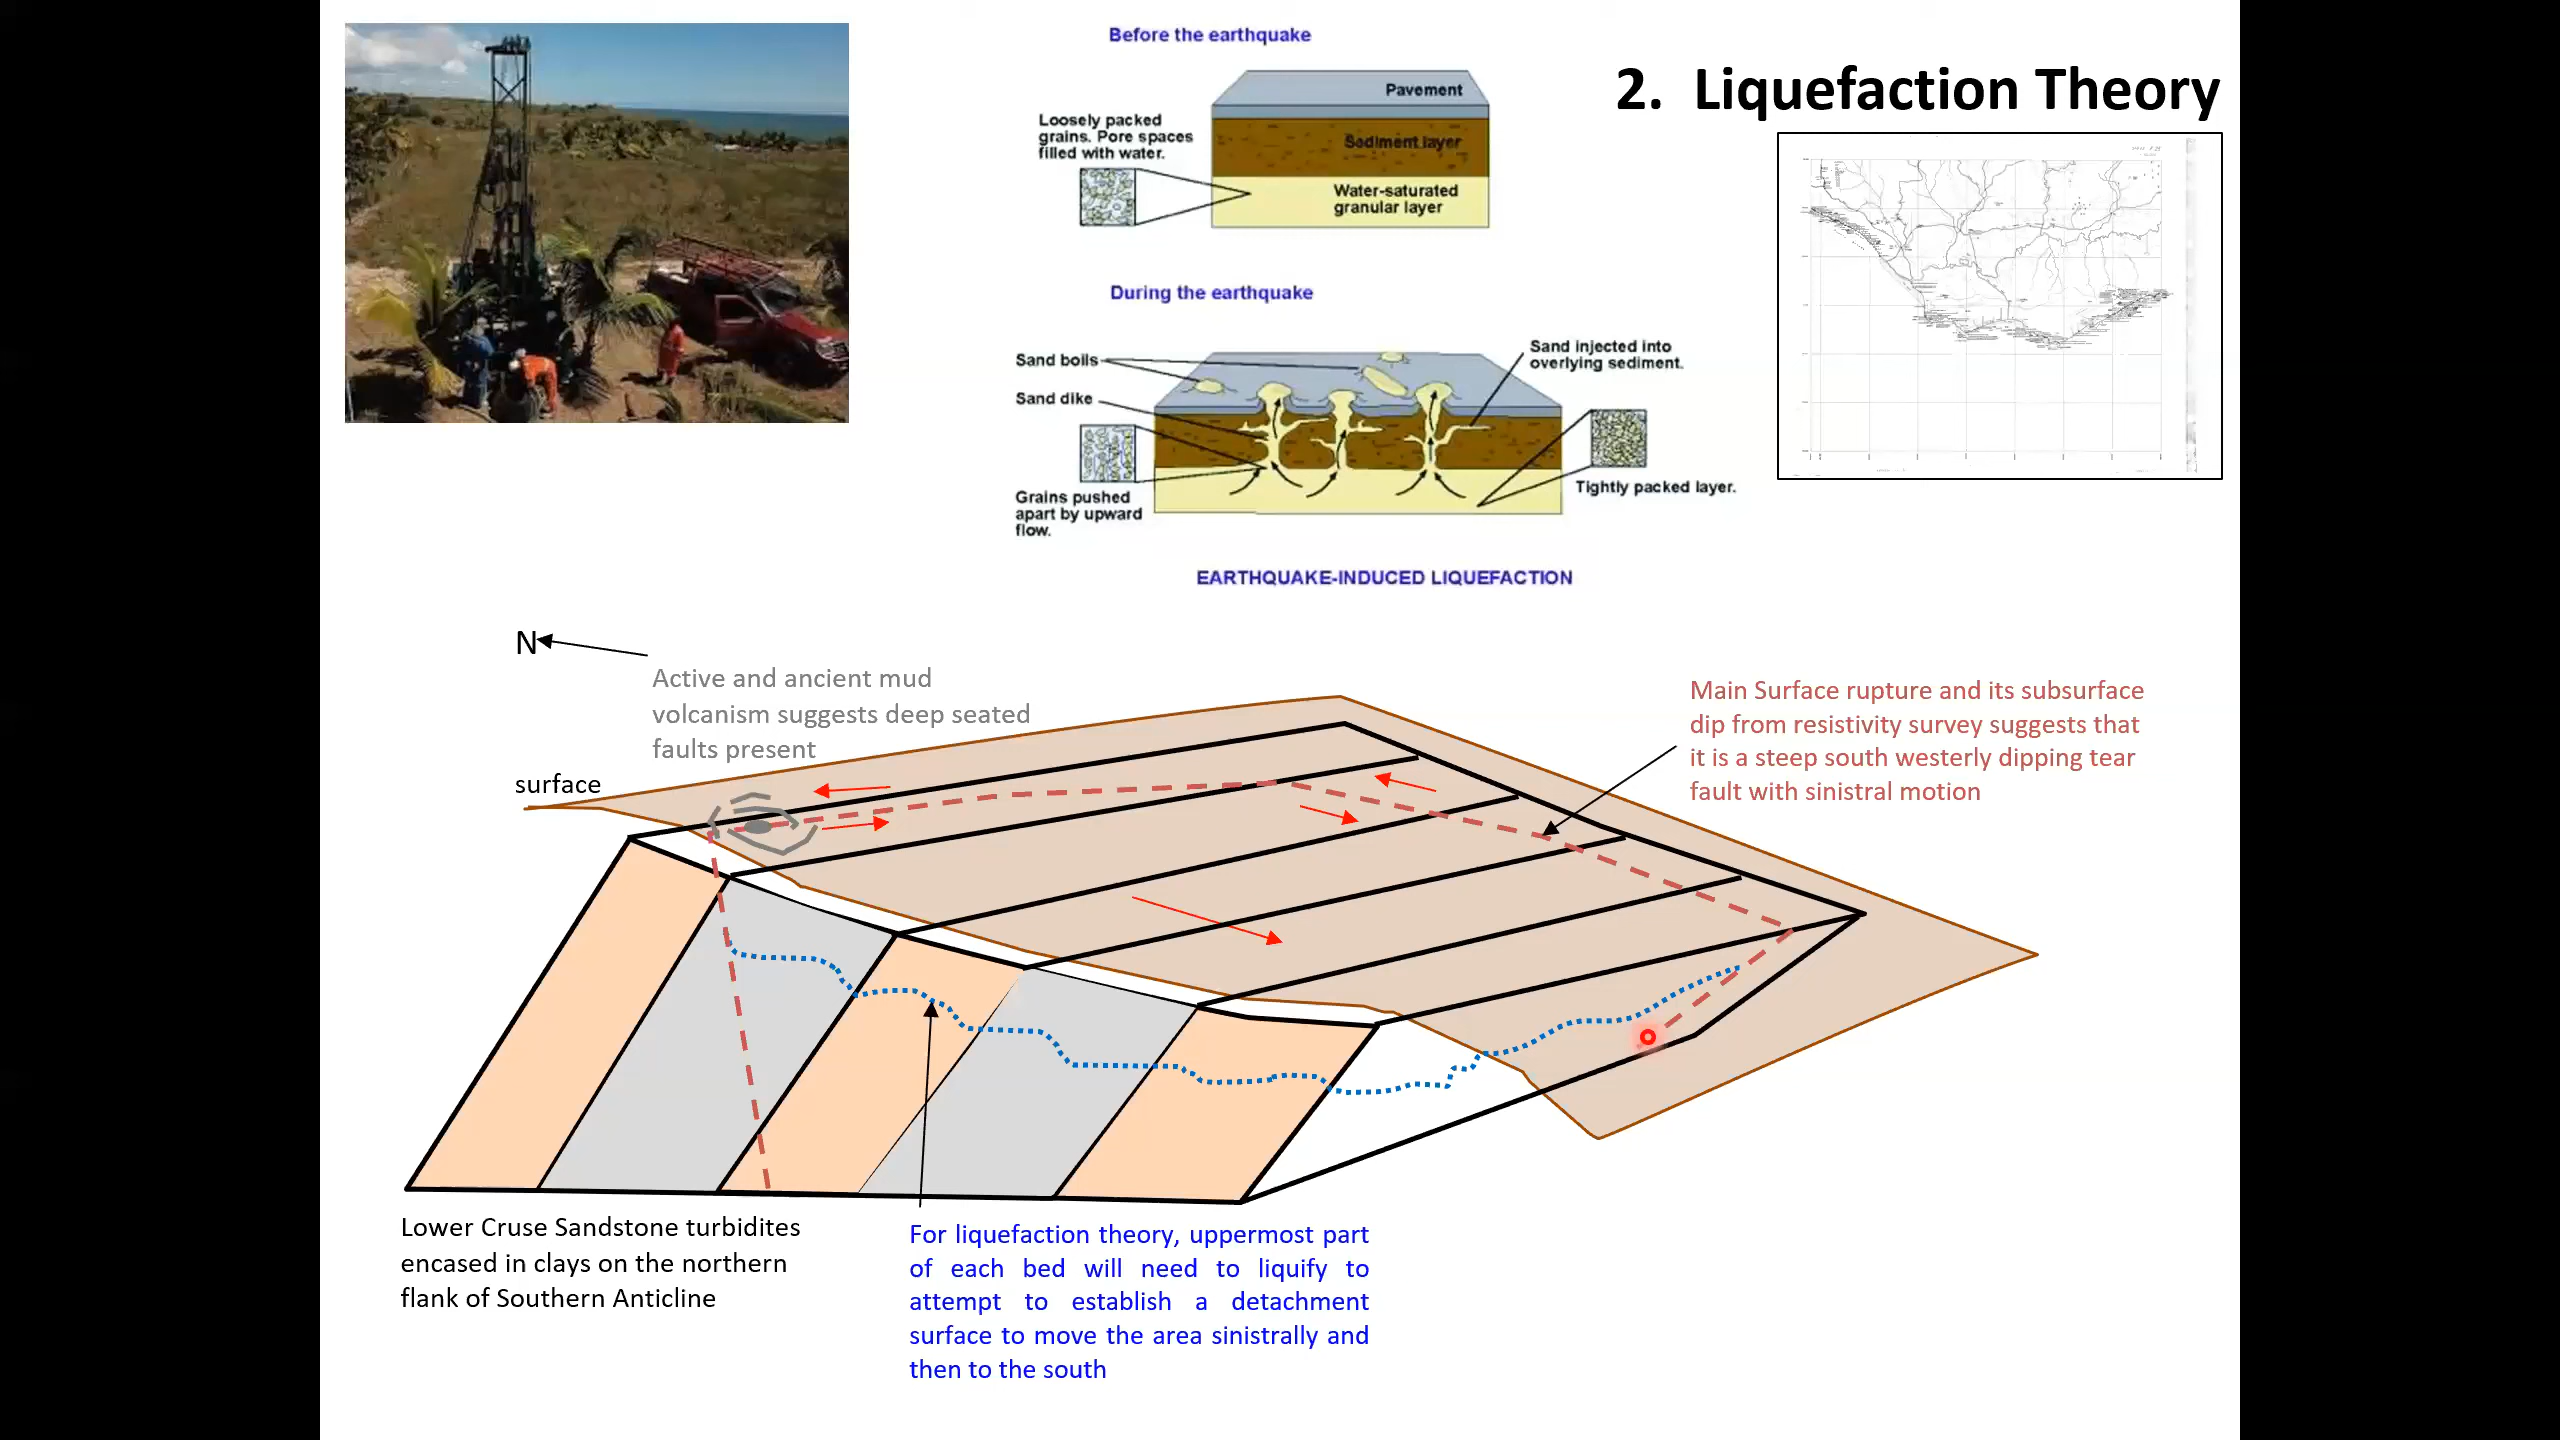 2. Liquefaction Theory
Before the earthquake
Pavement
Loosely packed
grains. Pore spaces
filled with water.
Sediment layer
Water-saturated
granular layer
During the earthquake
Sand boils
Sand dike
Sand injected into
overlying sediment.
Grains pushed
apart by upward
flow.
Tightly packed layer.
EARTHQUAKE-INDUCED LIQUEFACTION
N
Active and ancient mud
volcanism suggests deep seated
faults present
surface
Main Surface rupture and its subsurface
dip from resistivity survey suggests that
it is a steep south westerly dipping tear
fault with sinistral motion
Lower Cruse Sandstone turbidites
encased in clays on the northern
flank of Southern Anticline
For liquefaction theory, uppermost part
of each bed will need to liquify to
attempt to establish a detachment
surface to move the area sinistrally and
then to the south